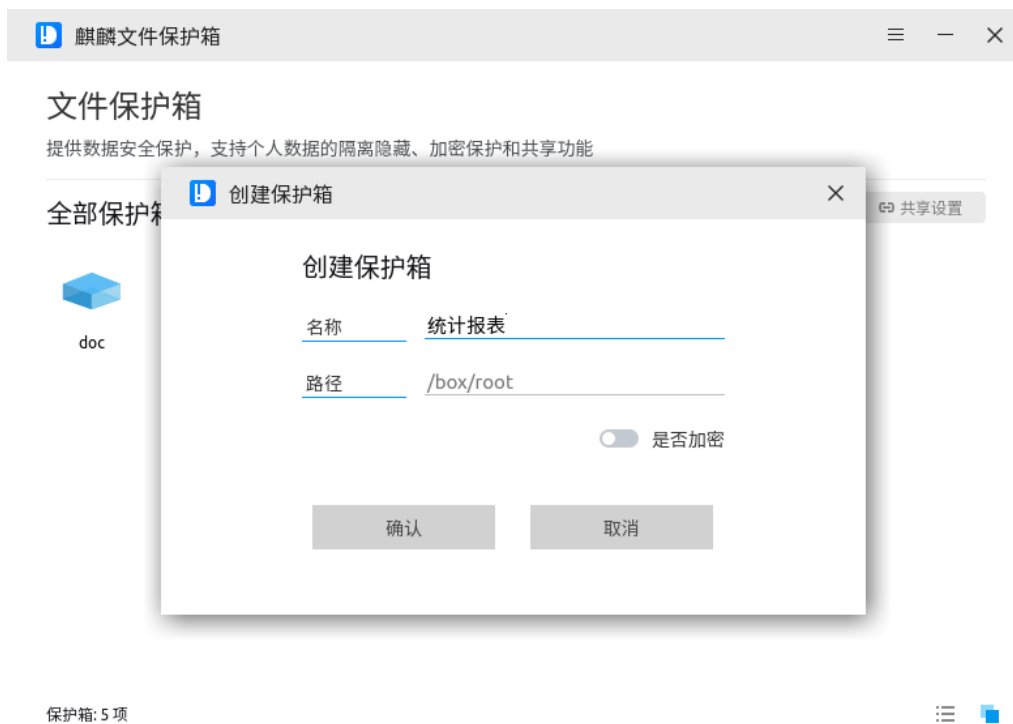 麒麟文件保护箱
文件保护箱
提供数据安全保护，支持个人数据的隔离隐藏、加密保护和共享功能
全部保护
共享设置
doc
创建保护箱
创建保护箱
名称 统计报表
路径 /box/root
是否加密
确认 取消
保护箱: 5 项